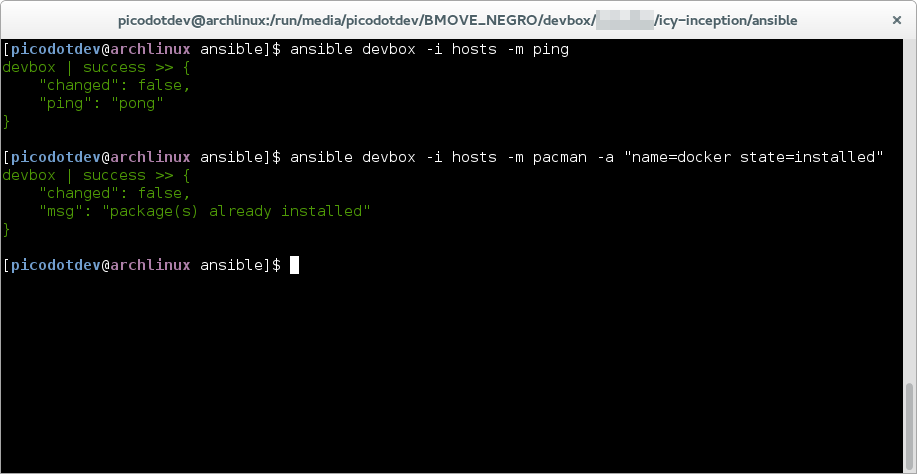 picodotdev@archlinux:/run/media/picodotdev/BMOVE_NEGRO/devbox/ /icy-inception/ansible ×
[picodotdev@archlinux ansible]$ ansible devbox -i hosts -m ping
devbox | success >> {
    "changed": false,
    "ping": "pong"
}
[picodotdev@archlinux ansible]$ ansible devbox -i hosts -m pacman -a "name=docker state=installed"
devbox | success >> {
    "changed": false,
    "msg": "package(s) already installed"
}
[picodotdev@archlinux ansible]$